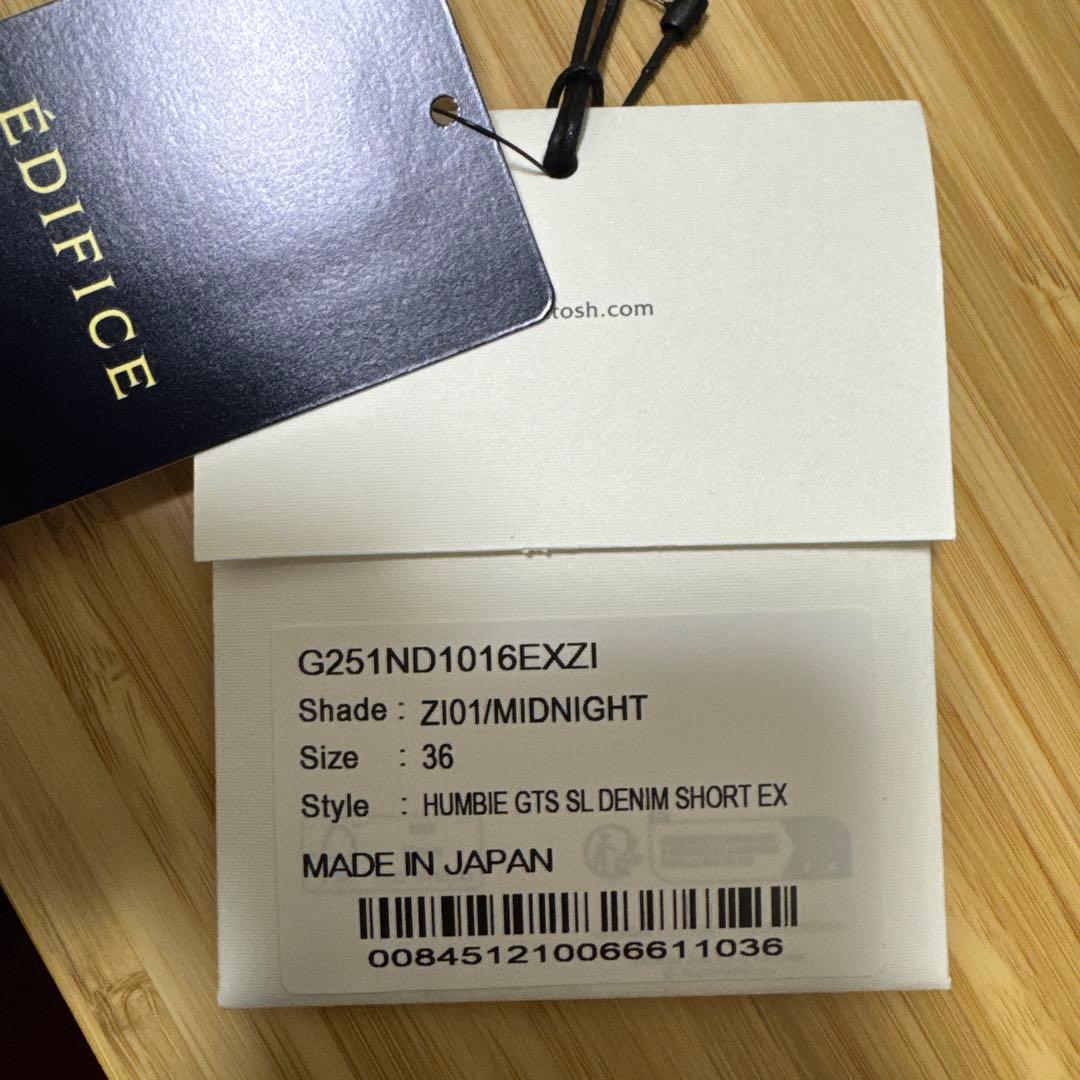 ÉDIFICE
tosh.com
G251ND1016EXZI
Shade : ZI01/MIDNIGHT
Size : 36
Style : HUMBIE GTS SL DENIM SHORT EX
MADE IN JAPAN
008451210066611036